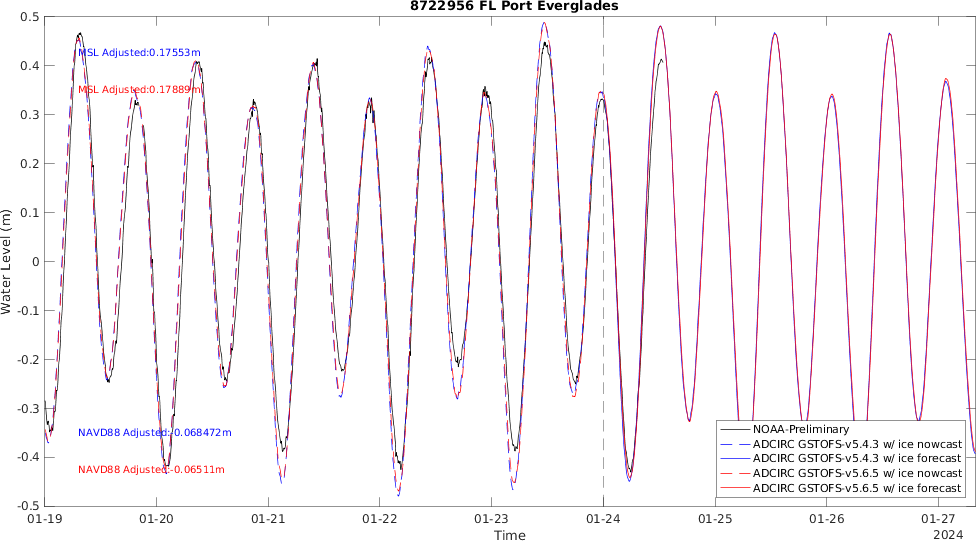 8722956 FL Port Everglades
0.5
0.4
0.3
0.2
0.1
0
-0.1
-0.2
-0.3
-0.4
-0.5
Water Level (m)
MSL Adjusted:0.17553m
MSL Adjusted:0.17889m
NAVD88 Adjusted:-0.068472m
NAVD88 Adjusted:-0.06511m
NOAA-Preliminary
ADCIRC GSTOFS-v5.4.3 w/ ice nowcast
ADCIRC GSTOFS-v5.4.3 w/ ice forecast
ADCIRC GSTOFS-v5.6.5 w/ ice nowcast
ADCIRC GSTOFS-v5.6.5 w/ ice forecast
01-19 01-20 01-21 01-22 01-23 01-24 01-25 01-26 01-27
Time
2024